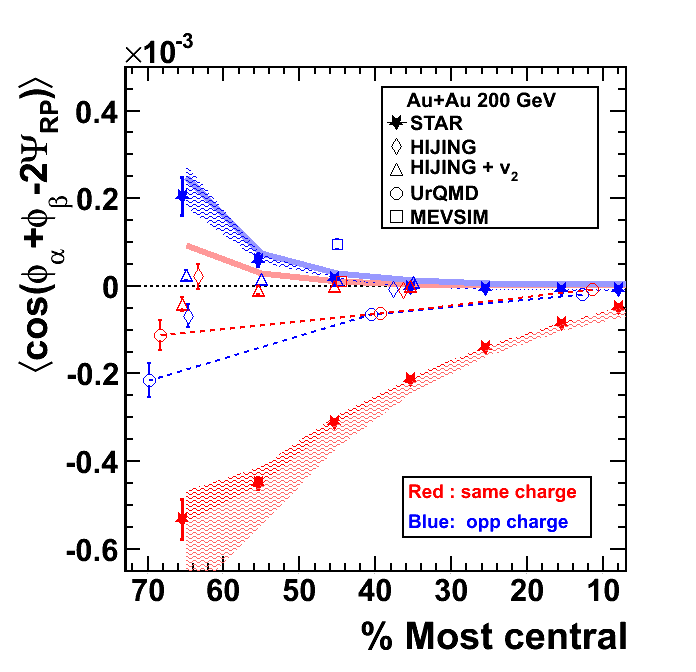 ×10⁻³
⟨cos(ϕα+ϕβ-2ΨRP)⟩
0.4
0.2
0
-0.2
-0.4
-0.6
Au+Au 200 GeV
STAR
HIJING
HIJING + v₂
UrQMD
MEVSIM
Red : same charge
Blue: opp charge
70 60 50 40 30 20 10
% Most central